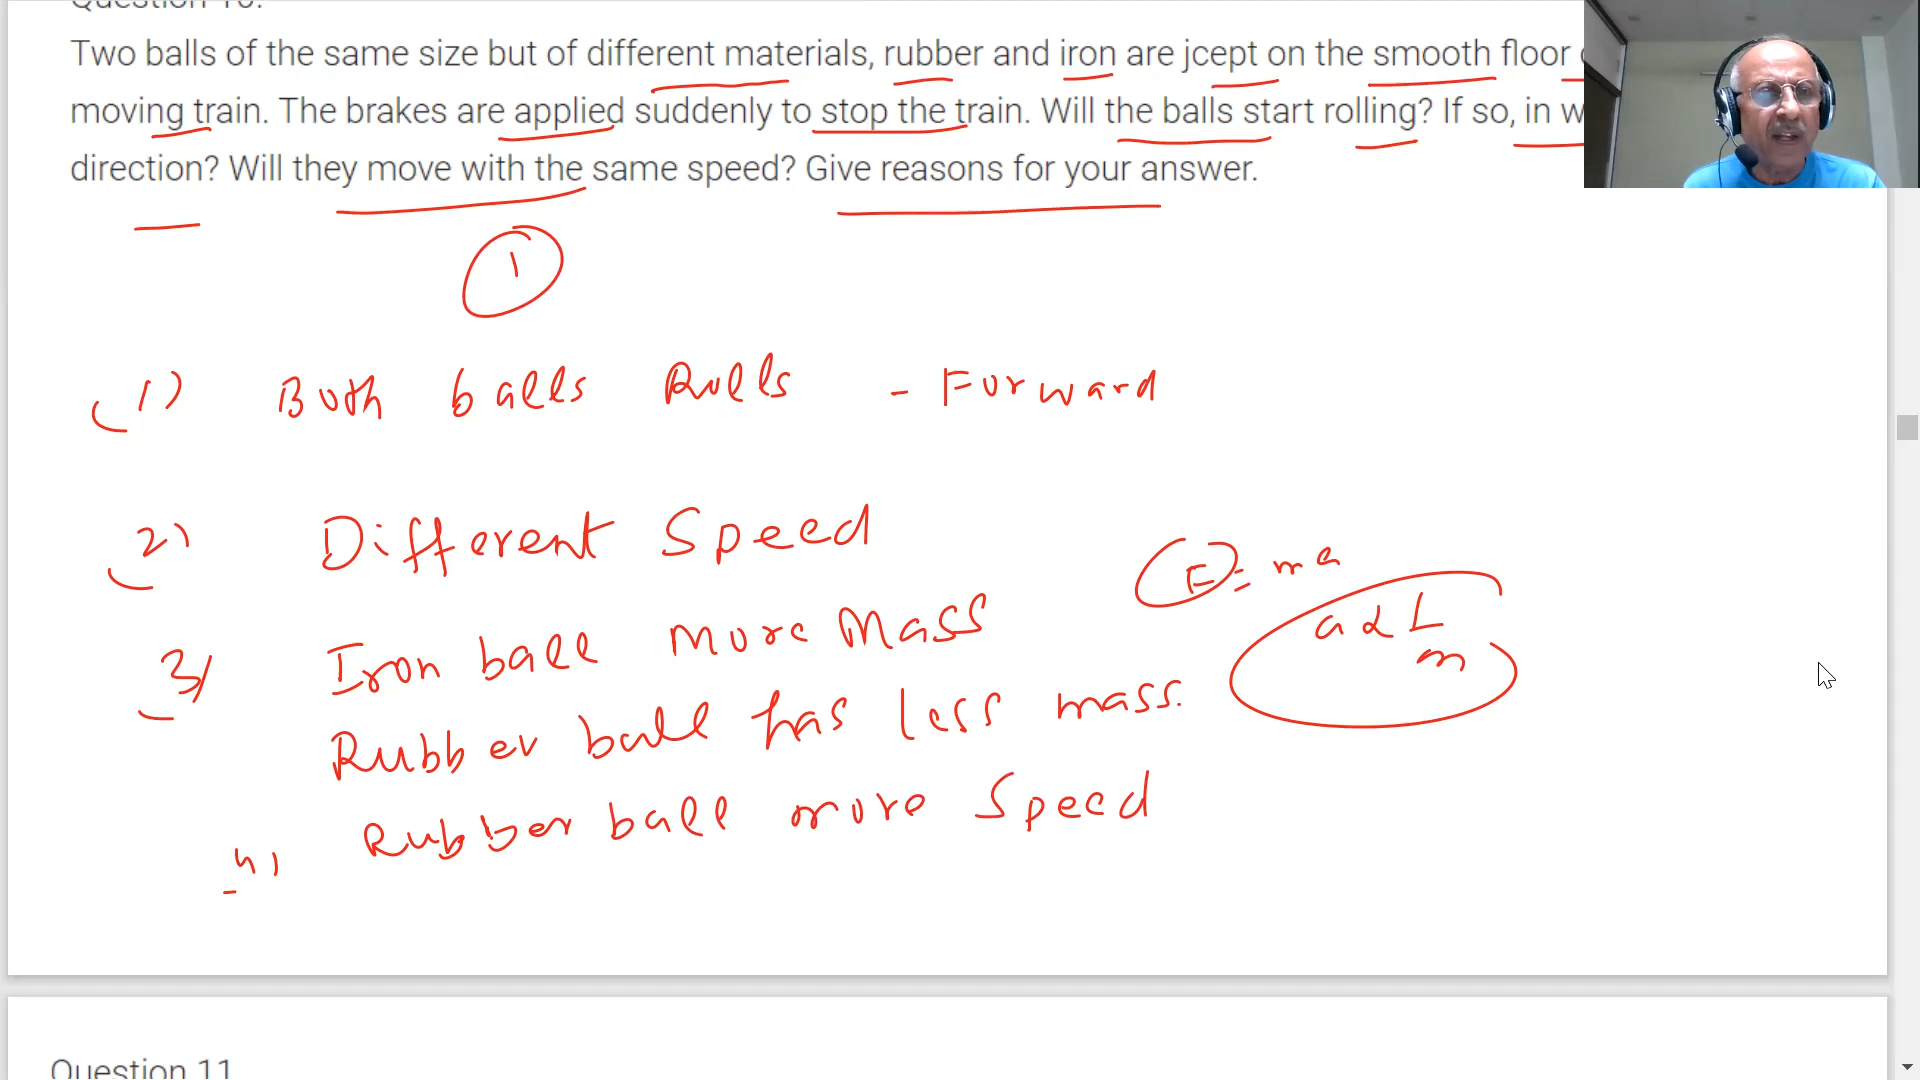 Two balls of the same size but of different materials, rubber and iron are jcept on the smooth floor
moving train. The brakes are applied suddenly to stop the train. Will the balls start rolling? If so, in w
direction? Will they move with the same speed? Give reasons for your answer.
1
1) Both balls Rolls - Forward
2) Different Speed
F = ma
a α 1/m
3) Iron ball more Mass
Rubber ball has less mass.
4) Rubber ball more Speed
Question 11